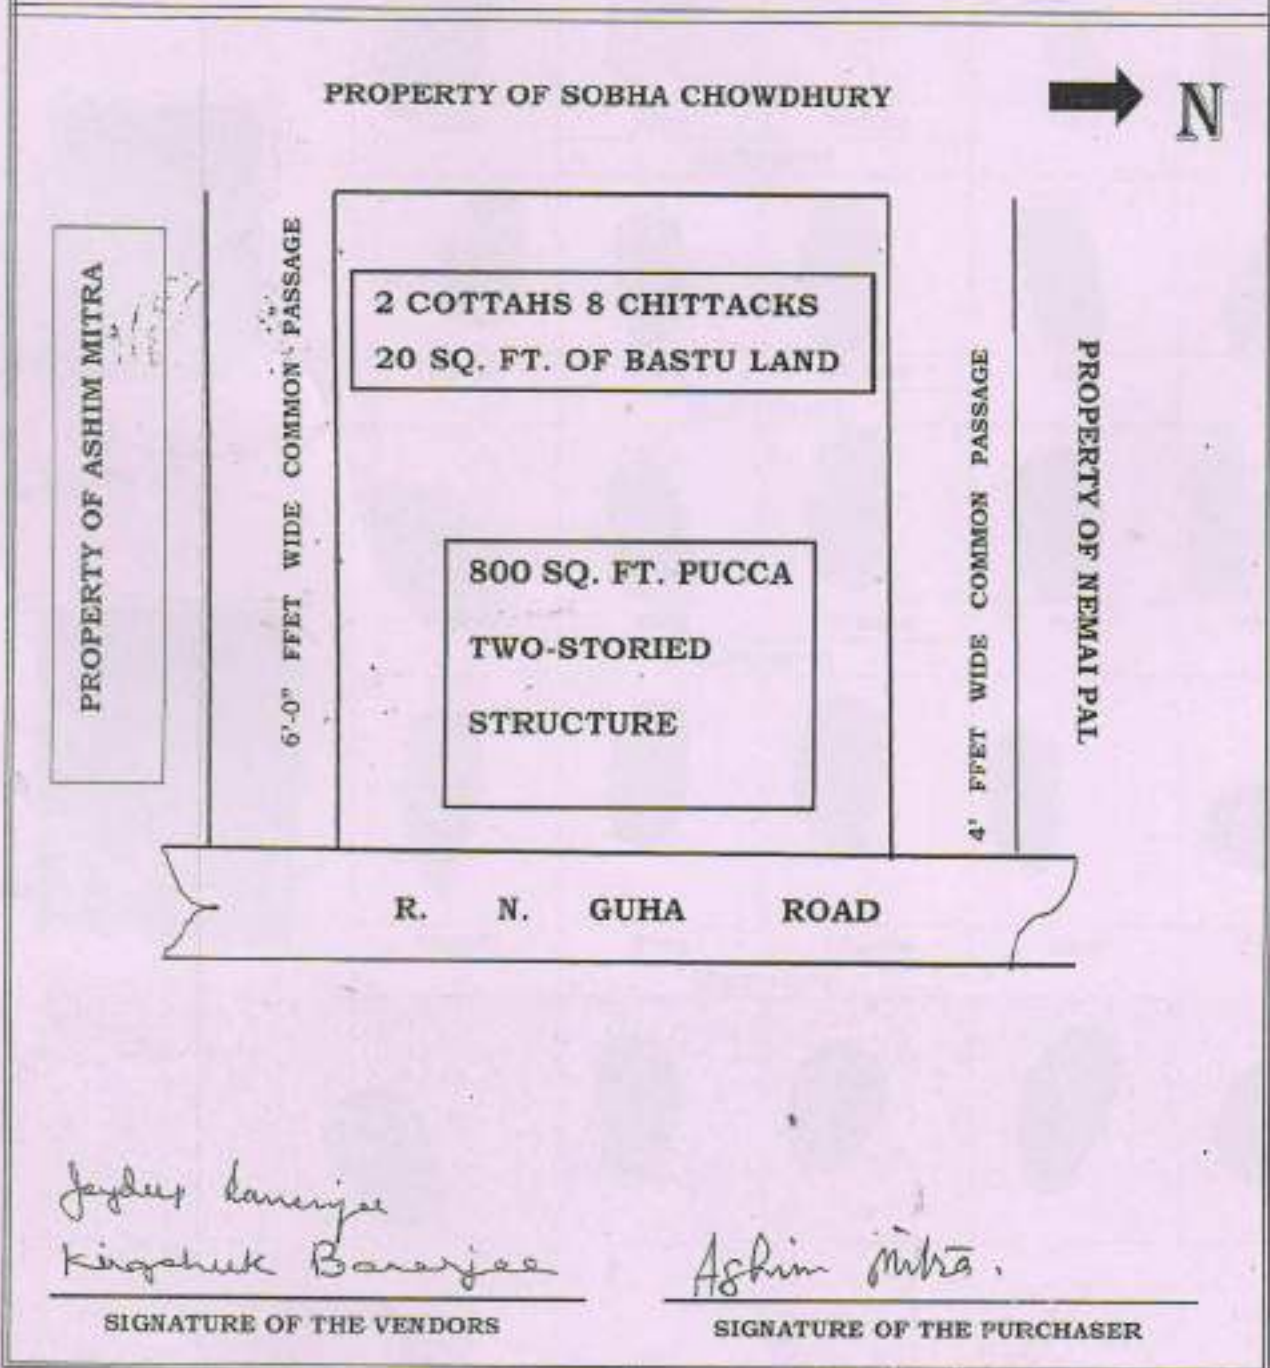 PROPERTY OF SOBHA CHOWDHURY
N
PROPERTY OF ASHIM MITRA
6'-0" FFET WIDE COMMON PASSAGE
2 COTTAHS 8 CHITTACKS
20 SQ. FT. OF BASTU LAND
800 SQ. FT. PUCCA
TWO-STORIED
STRUCTURE
4' FFET WIDE COMMON PASSAGE
PROPERTY OF NEMAI PAL
R. N. GUHA ROAD
Jaydeep Banerjee
Kingshuk Banerjee
SIGNATURE OF THE VENDORS
Ashim Mitra.
SIGNATURE OF THE PURCHASER